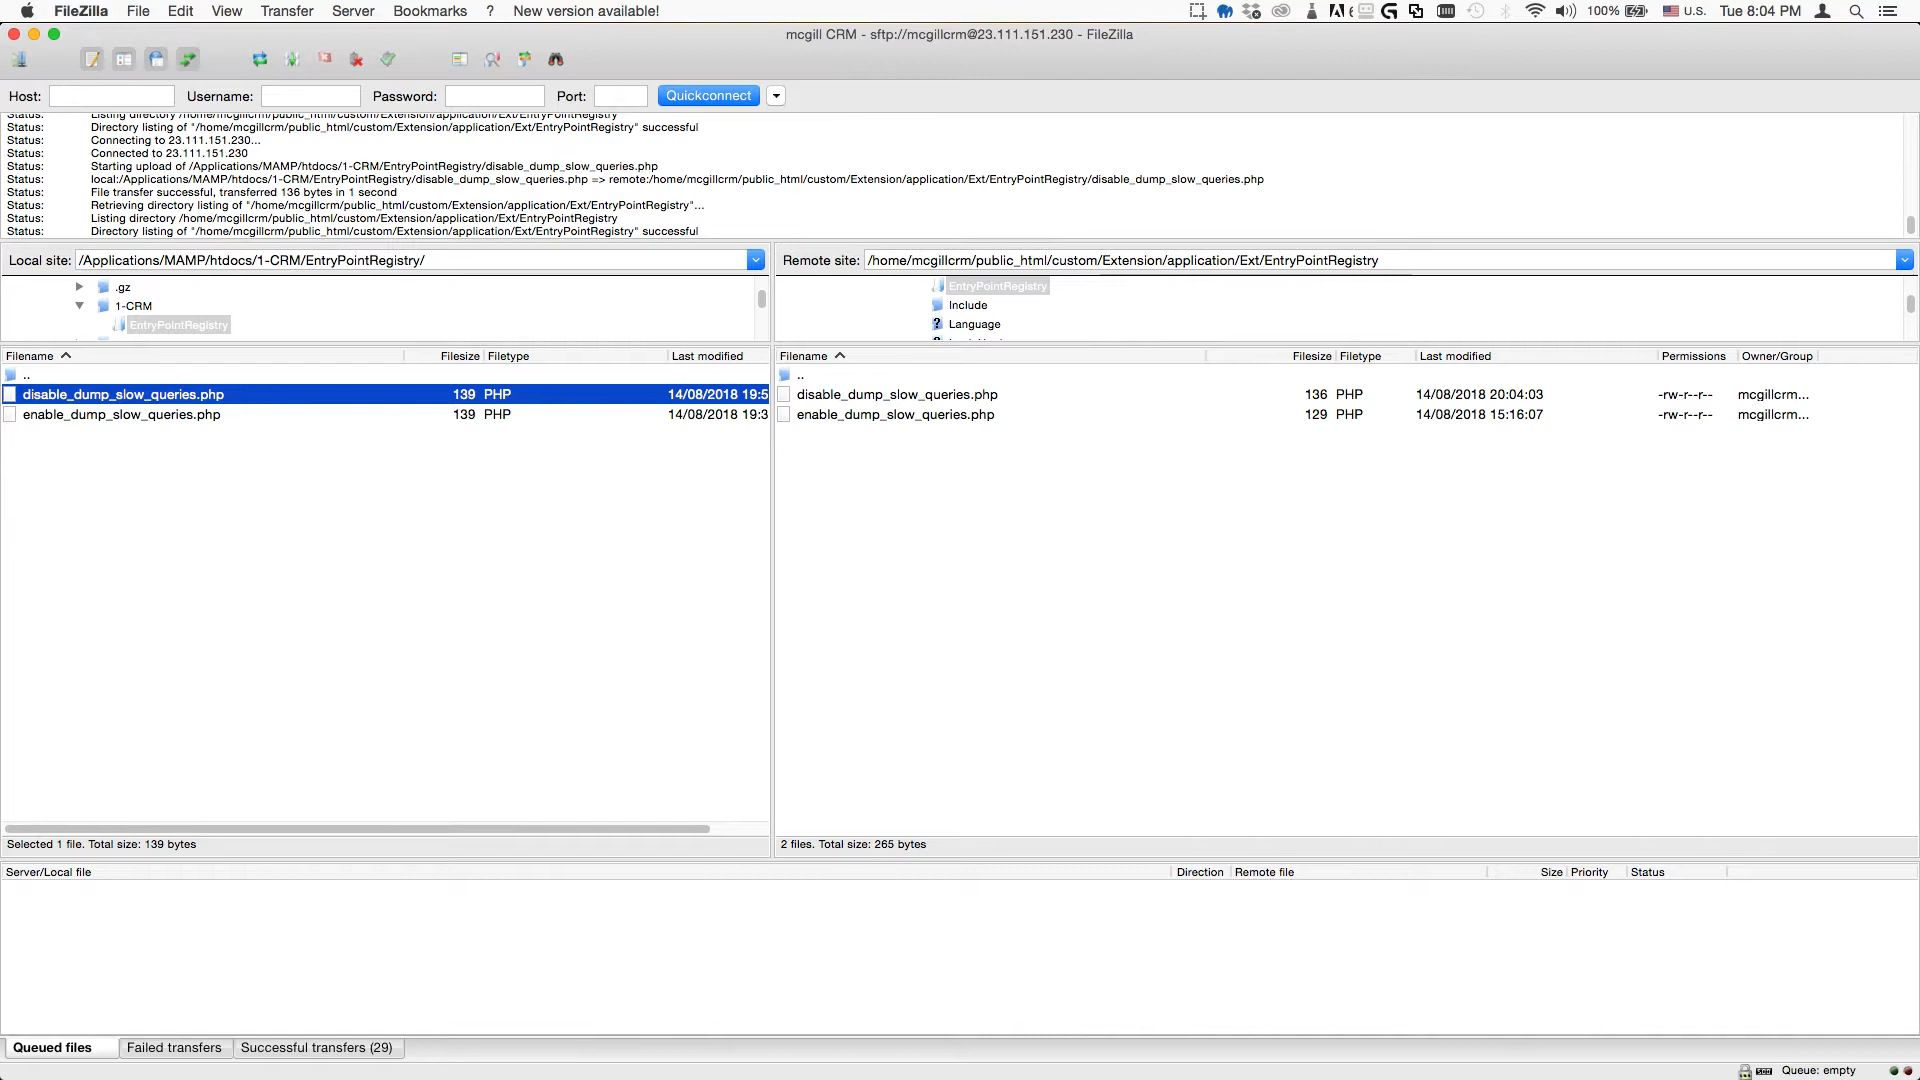 FileZilla File Edit View Transfer Server Bookmarks ? New version available! 100% U.S. Tue 8:04 PM
mcgill CRM - sftp://mcgillcrm@23.111.151.230 - FileZilla
Host: Username: Password: Port: Quickconnect
Status: Listing directory /home/mcgillcrm/public_html/custom/Extension/application/Ext/EntryPointRegistry
Status: Directory listing of "/home/mcgillcrm/public_html/custom/Extension/application/Ext/EntryPointRegistry" successful
Status: Connecting to 23.111.151.230...
Status: Connected to 23.111.151.230
Status: Starting upload of /Applications/MAMP/htdocs/1-CRM/EntryPointRegistry/disable_dump_slow_queries.php
Status: local:/Applications/MAMP/htdocs/1-CRM/EntryPointRegistry/disable_dump_slow_queries.php => remote:/home/mcgillcrm/public_html/custom/Extension/application/Ext/EntryPointRegistry/disable_dump_slow_queries.php
Status: File transfer successful, transferred 136 bytes in 1 second
Status: Retrieving directory listing of "/home/mcgillcrm/public_html/custom/Extension/application/Ext/EntryPointRegistry"...
Status: Listing directory /home/mcgillcrm/public_html/custom/Extension/application/Ext/EntryPointRegistry
Status: Directory listing of "/home/mcgillcrm/public_html/custom/Extension/application/Ext/EntryPointRegistry" successful
Local site: /Applications/MAMP/htdocs/1-CRM/EntryPointRegistry/
.gz
1-CRM
EntryPointRegistry
Filename Filesize Filetype Last modified
..
disable_dump_slow_queries.php 139 PHP 14/08/2018 19:5
enable_dump_slow_queries.php 139 PHP 14/08/2018 19:3
Selected 1 file. Total size: 139 bytes
Remote site: /home/mcgillcrm/public_html/custom/Extension/application/Ext/EntryPointRegistry
EntryPointRegistry
Include
? Language
Filename Filesize Filetype Last modified Permissions Owner/Group
..
disable_dump_slow_queries.php 136 PHP 14/08/2018 20:04:03 -rw-r--r-- mcgillcrm...
enable_dump_slow_queries.php 129 PHP 14/08/2018 15:16:07 -rw-r--r-- mcgillcrm...
2 files. Total size: 265 bytes
Server/Local file Direction Remote file Size Priority Status
Queued files Failed transfers Successful transfers (29)
Queue: empty